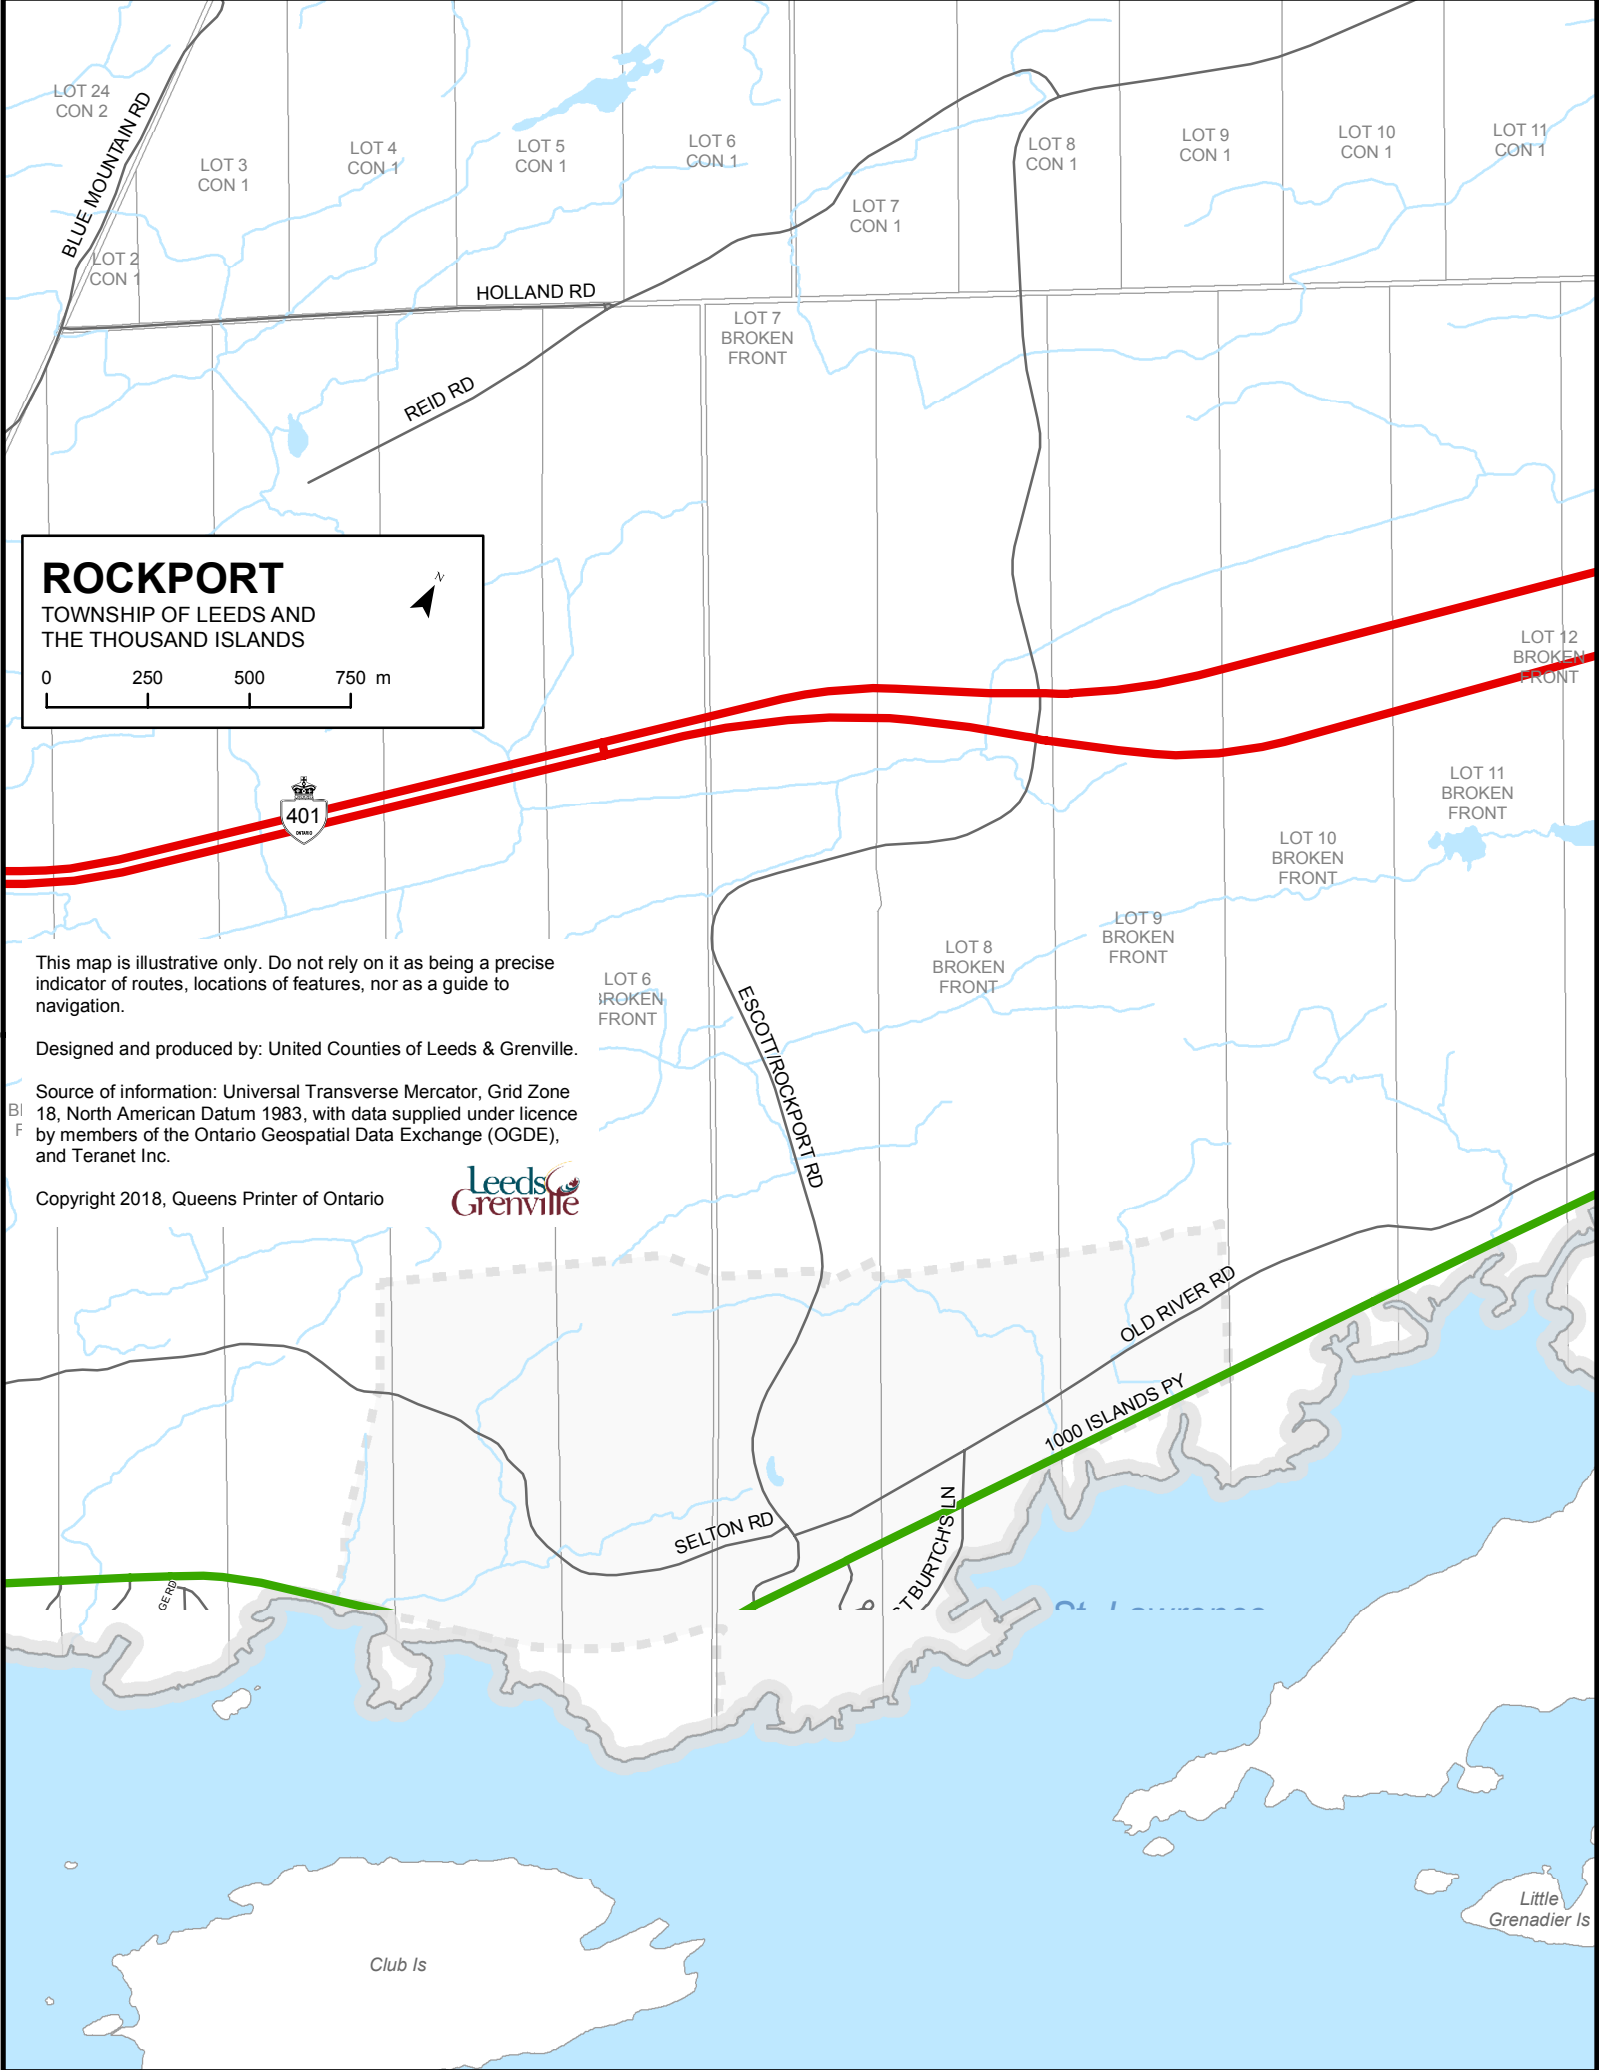 LOT 24
CON 2
BLUE MOUNTAIN RD
LOT 3
CON 1
LOT 4
CON 1
LOT 5
CON 1
LOT 6
CON 1
LOT 7
CON 1
LOT 8
CON 1
LOT 9
CON 1
LOT 10
CON 1
LOT 11
CON 1
LOT 2
CON 1
HOLLAND RD
LOT 7
BROKEN
FRONT
REID RD
ROCKPORT
TOWNSHIP OF LEEDS AND
THE THOUSAND ISLANDS
N
0 250 500 750 m
LOT 12
BROKEN
FRONT
401
ONTARIO
LOT 11
BROKEN
FRONT
LOT 10
BROKEN
FRONT
LOT 9
BROKEN
FRONT
LOT 8
BROKEN
FRONT
LOT 6
BROKEN
FRONT
This map is illustrative only. Do not rely on it as being a precise
indicator of routes, locations of features, nor as a guide to
navigation.
Designed and produced by: United Counties of Leeds & Grenville.
Source of information: Universal Transverse Mercator, Grid Zone
18, North American Datum 1983, with data supplied under licence
by members of the Ontario Geospatial Data Exchange (OGDE),
and Teranet Inc.
Copyright 2018, Queens Printer of Ontario
Leeds
Grenville
ESCOTT/ROCKPORT RD
OLD RIVER RD
1000 ISLANDS PY
SELTON RD
BURTCH'S LN
St. Lawrence
Little
Grenadier Is
Club Is